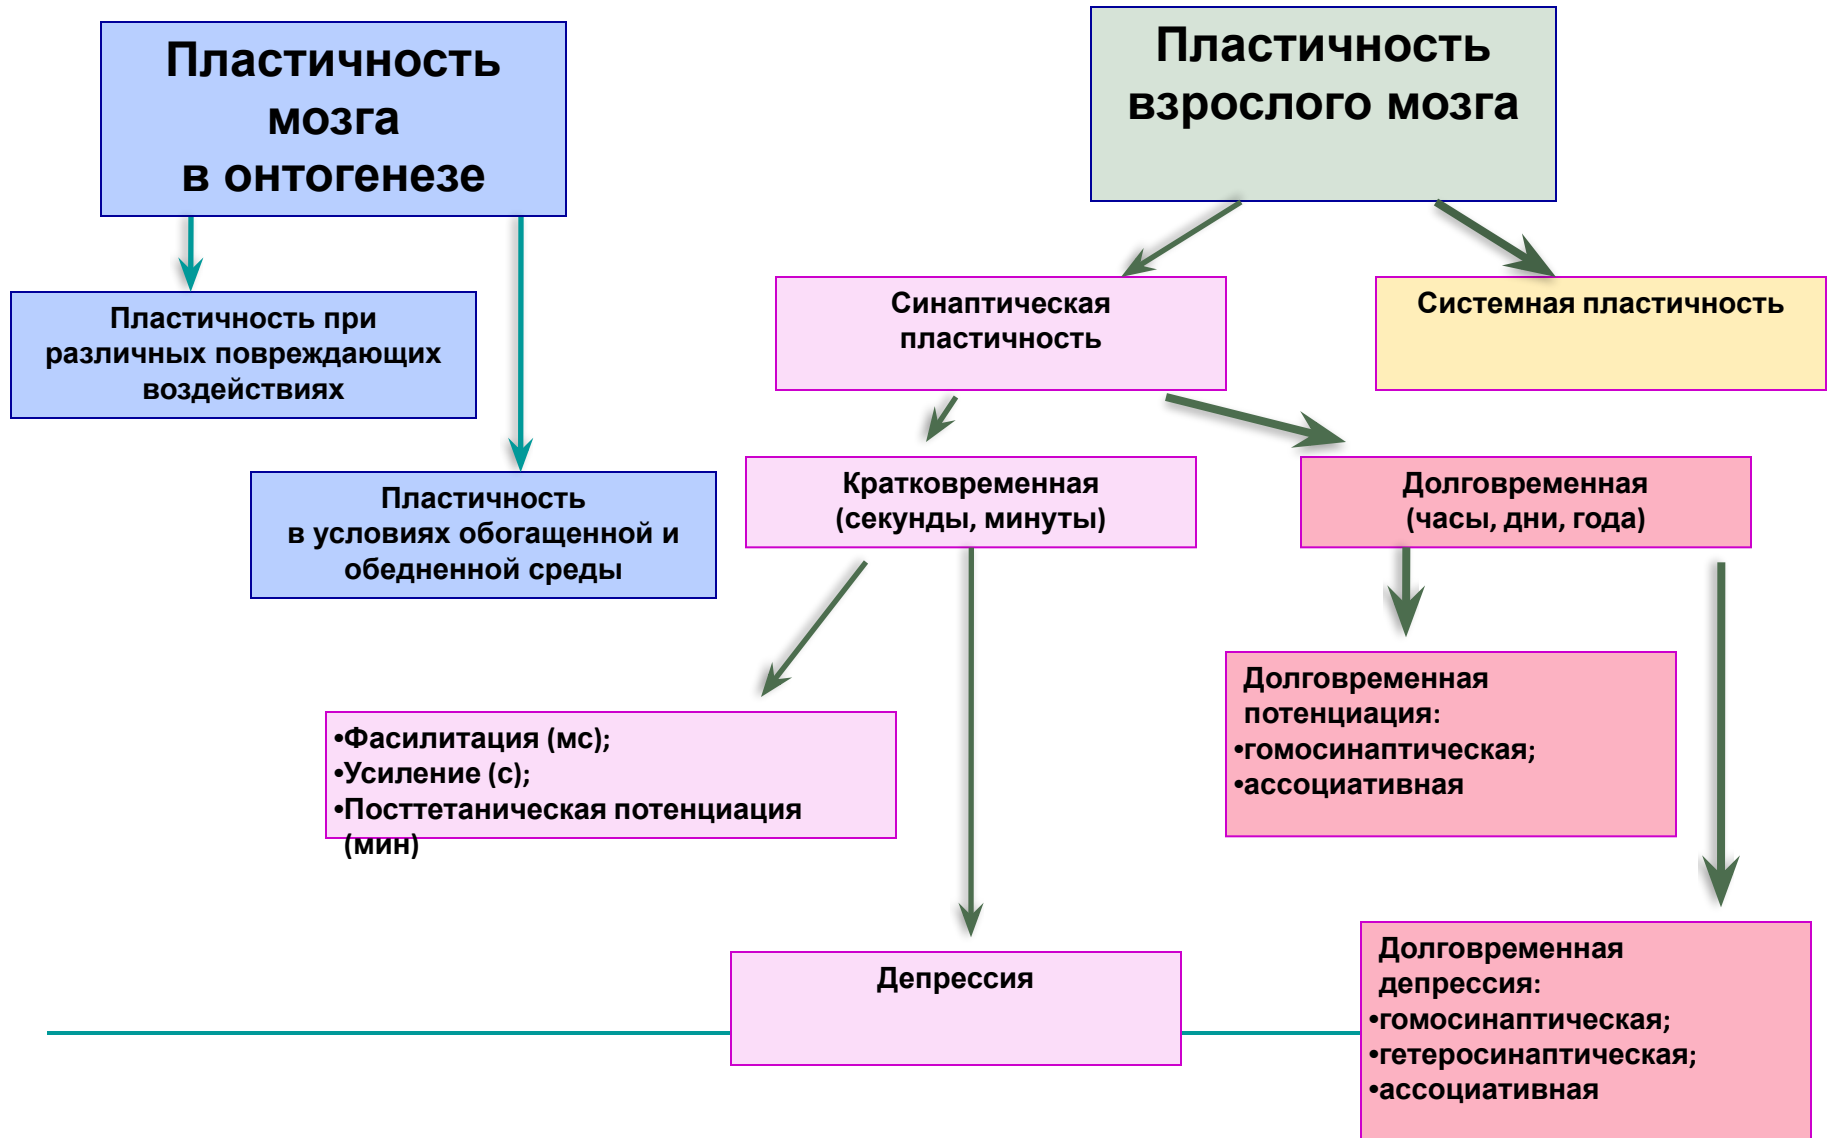 Пластичность
мозга
в онтогенезе
Пластичность при
различных повреждающих
воздействиях
Пластичность
в условиях обогащенной и
обедненной среды
Пластичность
взрослого мозга
Синаптическая
пластичность
Системная пластичность
Кратковременная
(секунды, минуты)
Долговременная
(часы, дни, года)
•Фасилитация (мс);
•Усиление (с);
•Посттетаническая потенциация
(мин)
Депрессия
Долговременная
потенциация:
•гомосинаптическая;
•ассоциативная
Долговременная
депрессия:
•гомосинаптическая;
•гетеросинаптическая;
•ассоциативная